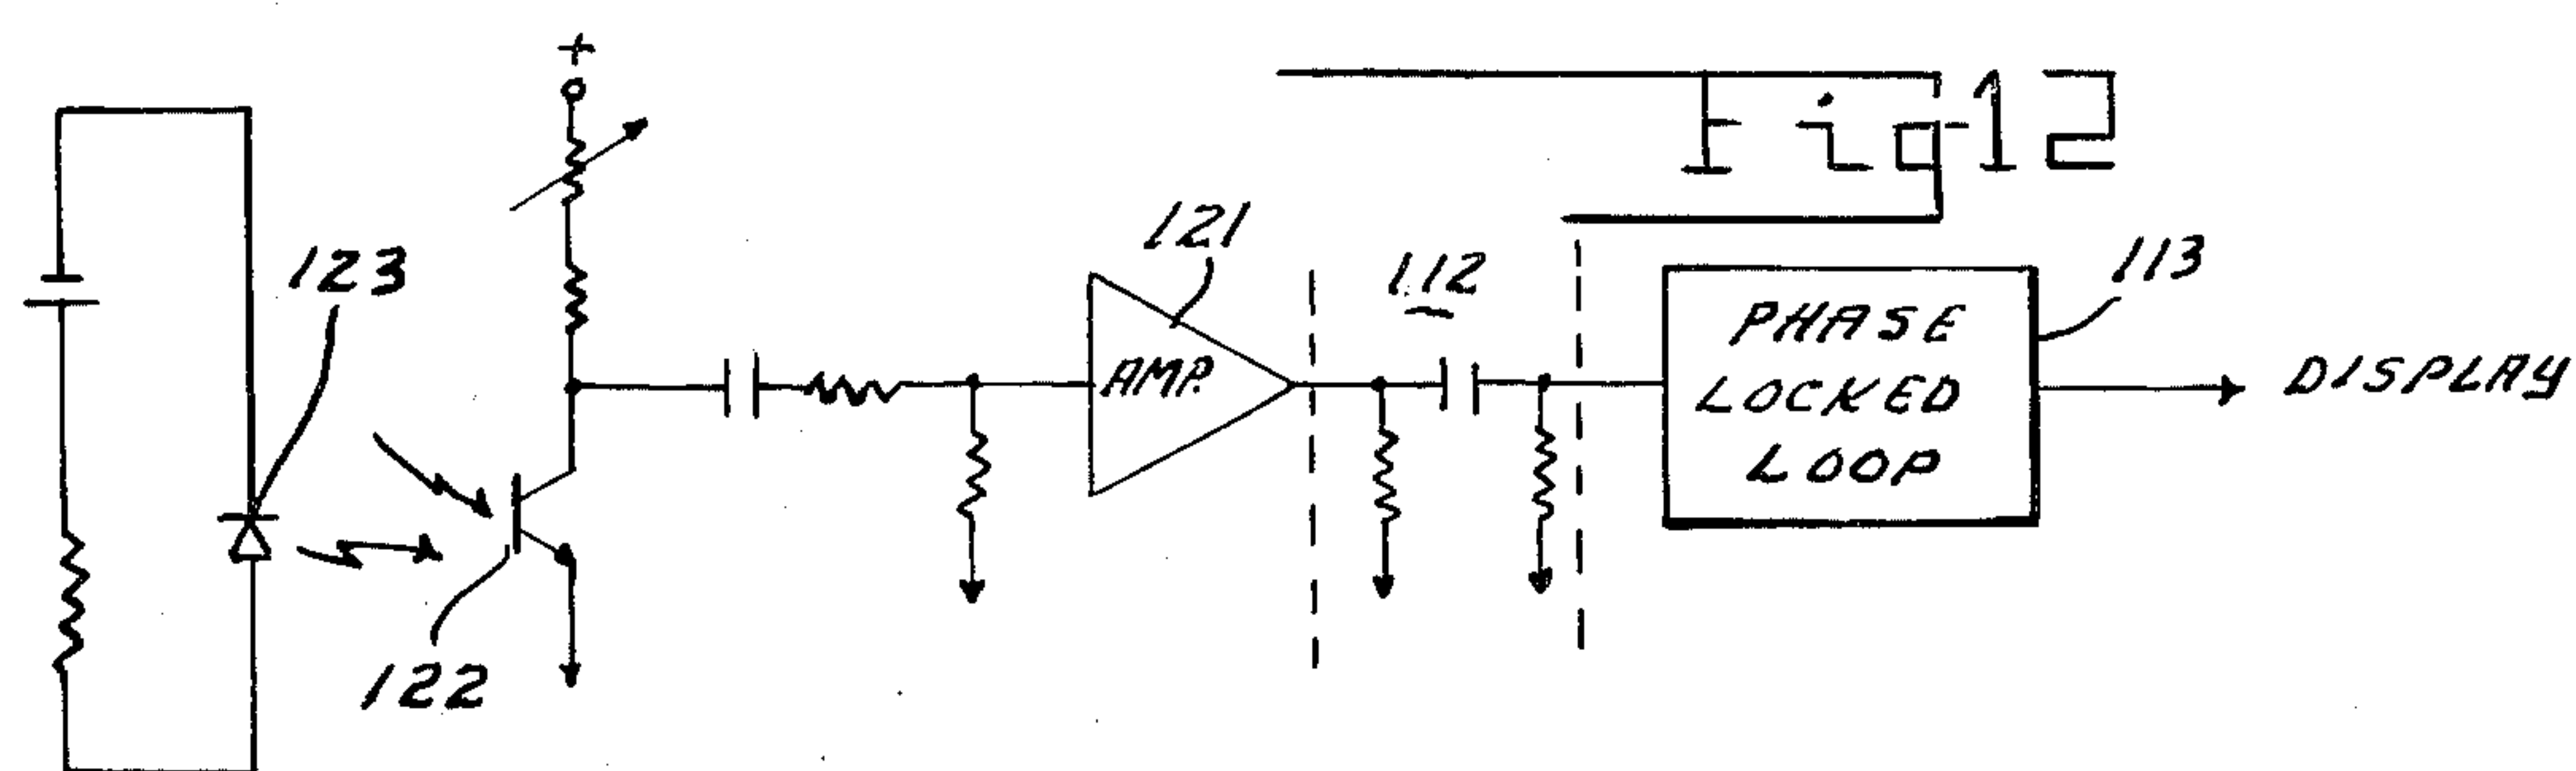 +
Fig 12
123
121
112
113
AMP.
PHASE
LOCKED
LOOP
DISPLAY
122